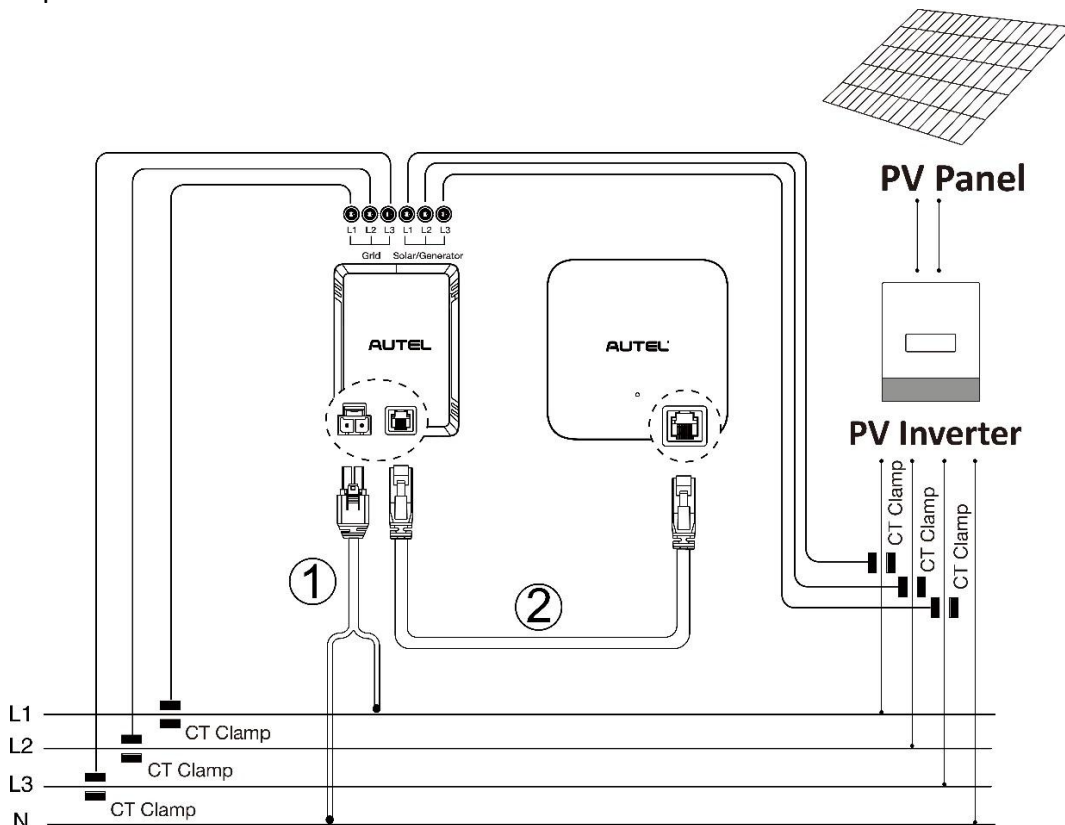 PV Panel
L1 L2 L3 L1 L2 L3
Grid Solar/Generator
AUTEL
AUTEL
PV Inverter
CT Clamp
CT Clamp
CT Clamp
1
2
L1
CT Clamp
L2
CT Clamp
L3
CT Clamp
N